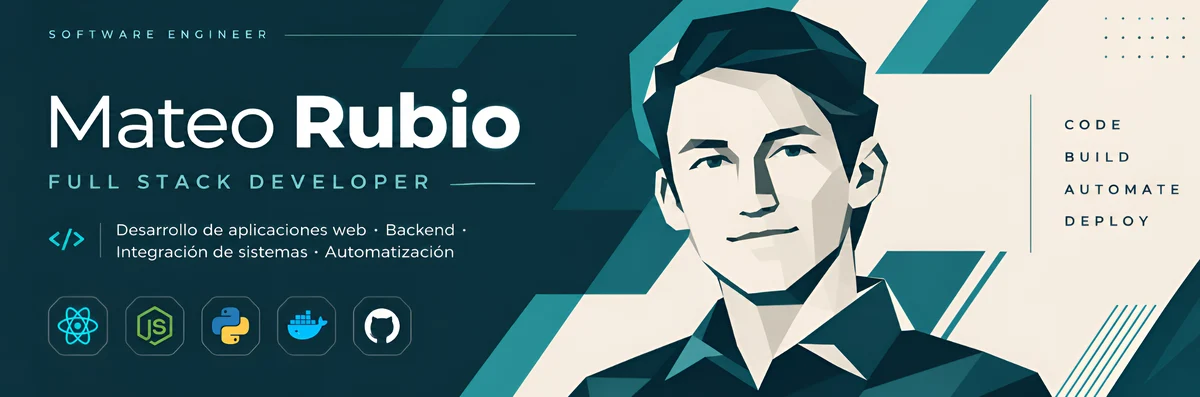 SOFTWARE ENGINEER
Mateo Rubio
FULL STACK DEVELOPER
</>
Desarrollo de aplicaciones web · Backend ·
Integración de sistemas · Automatización
JS
CODE
BUILD
AUTOMATE
DEPLOY